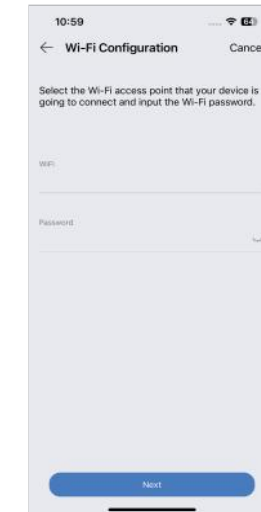 10:59
64
Wi-Fi Configuration
Cance
Select the Wi-Fi access point that your device is
going to connect and input the Wi-Fi password.
WiFi
Password
Next